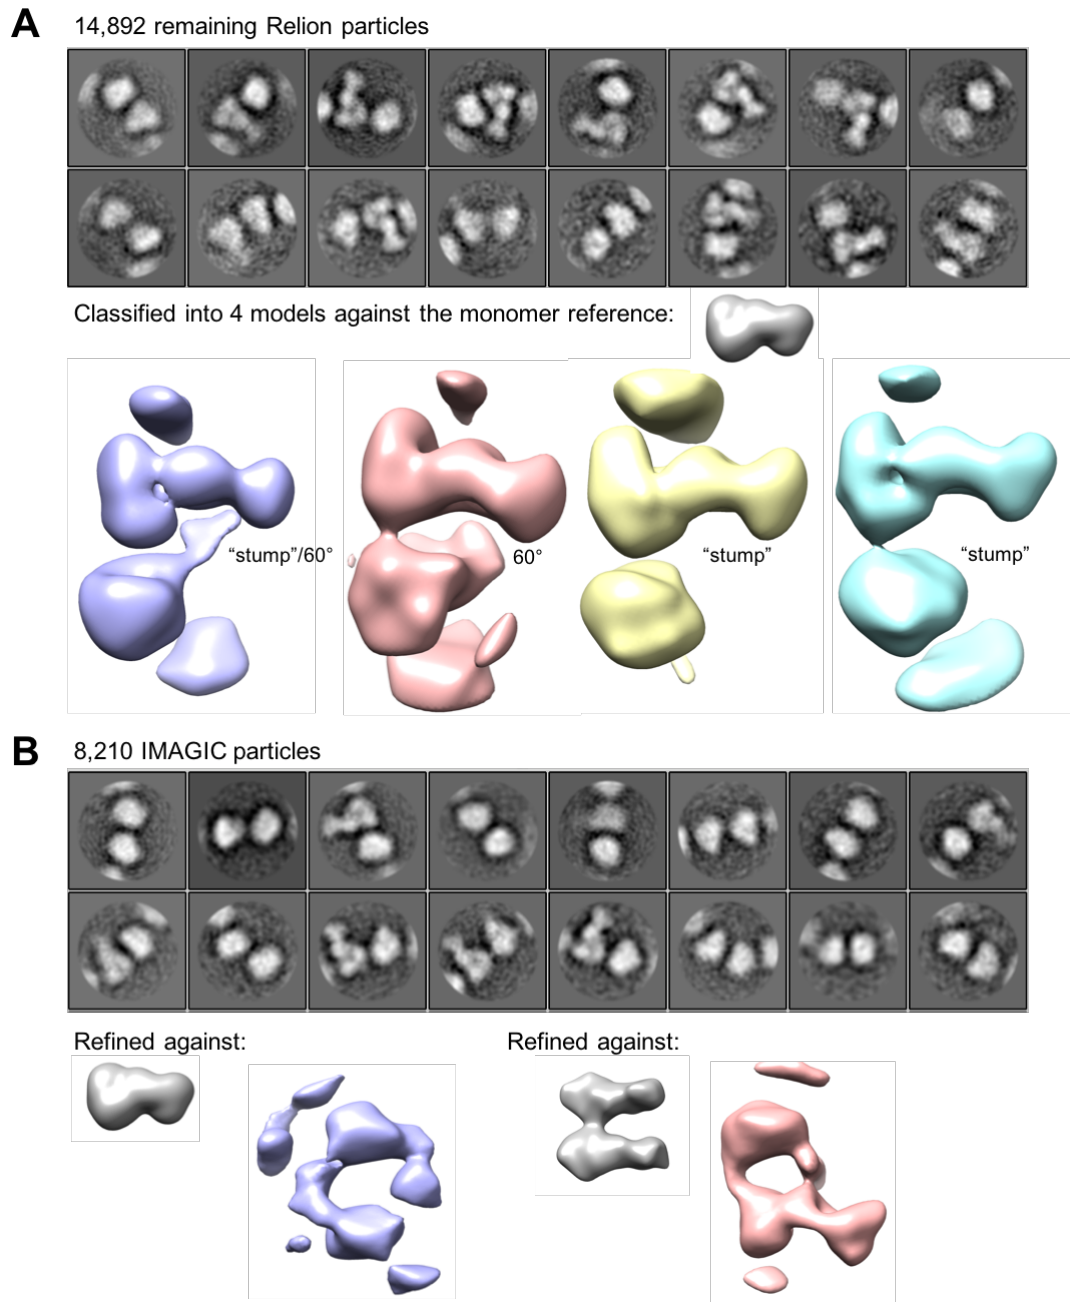 A
14,892 remaining Relion particles
Classified into 4 models against the monomer reference:
“stump”/60°
60°
“stump”
“stump”
B
8,210 IMAGIC particles
Refined against:
Refined against: